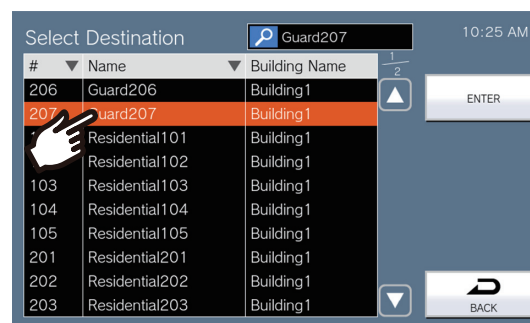 Select Destination Guard207 10:25 AM
# Name Building Name 1/2
206 Guard206 Building1
207 Guard207 Building1
Residential101 Building1
Residential102 Building1
103 Residential103 Building1
104 Residential104 Building1
105 Residential105 Building1
201 Residential201 Building1
202 Residential202 Building1
203 Residential203 Building1
ENTER
BACK